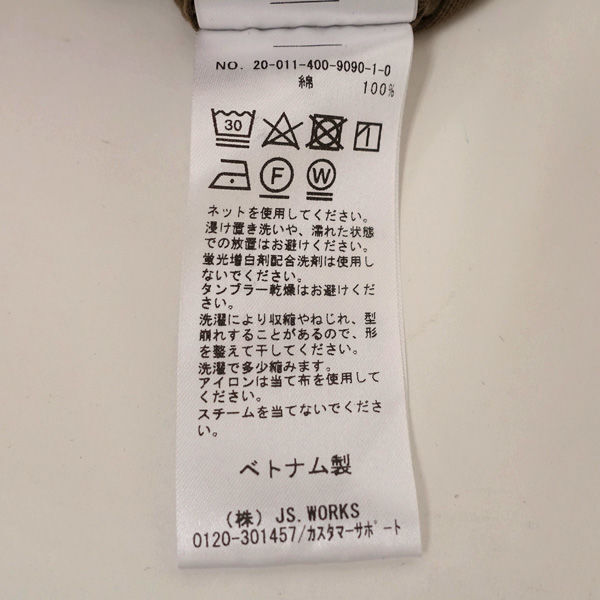 NO. 20-011-400-9090-1-0
綿 100%
30
F W
ネットを使用してください。
浸け置き洗いや、濡れた状態
での放置はお避けください。
蛍光増白剤配合洗剤は使用し
ないでください。
タンブラー乾燥はお避けくだ
さい。
洗濯により収縮やねじれ、型
崩れすることがあるので、形
を整えて干してください。
洗濯で多少縮みます。
アイロンは当て布を使用して
ください。
スチームを当てないでくださ
い。
ベトナム製
(株) JS.WORKS
0120-301457/カスタマーサポート